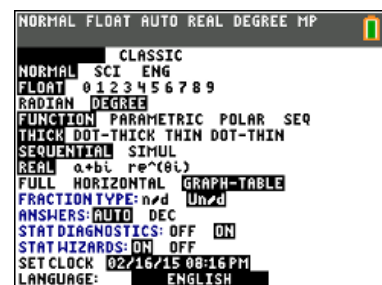 NORMAL FLOAT AUTO REAL DEGREE MP
CLASSIC
NORMAL SCI ENG
FLOAT 0 1 2 3 4 5 6 7 8 9
RADIAN DEGREE
FUNCTION PARAMETRIC POLAR SEQ
THICK DOT-THICK THIN DOT-THIN
SEQUENTIAL SIMUL
REAL a+bi re^(θi)
FULL HORIZONTAL GRAPH-TABLE
FRACTION TYPE: n/d Un/d
ANSWERS: AUTO DEC
STAT DIAGNOSTICS: OFF ON
STAT WIZARDS: ON OFF
SET CLOCK 02/16/15 08:16 PM
LANGUAGE: ENGLISH